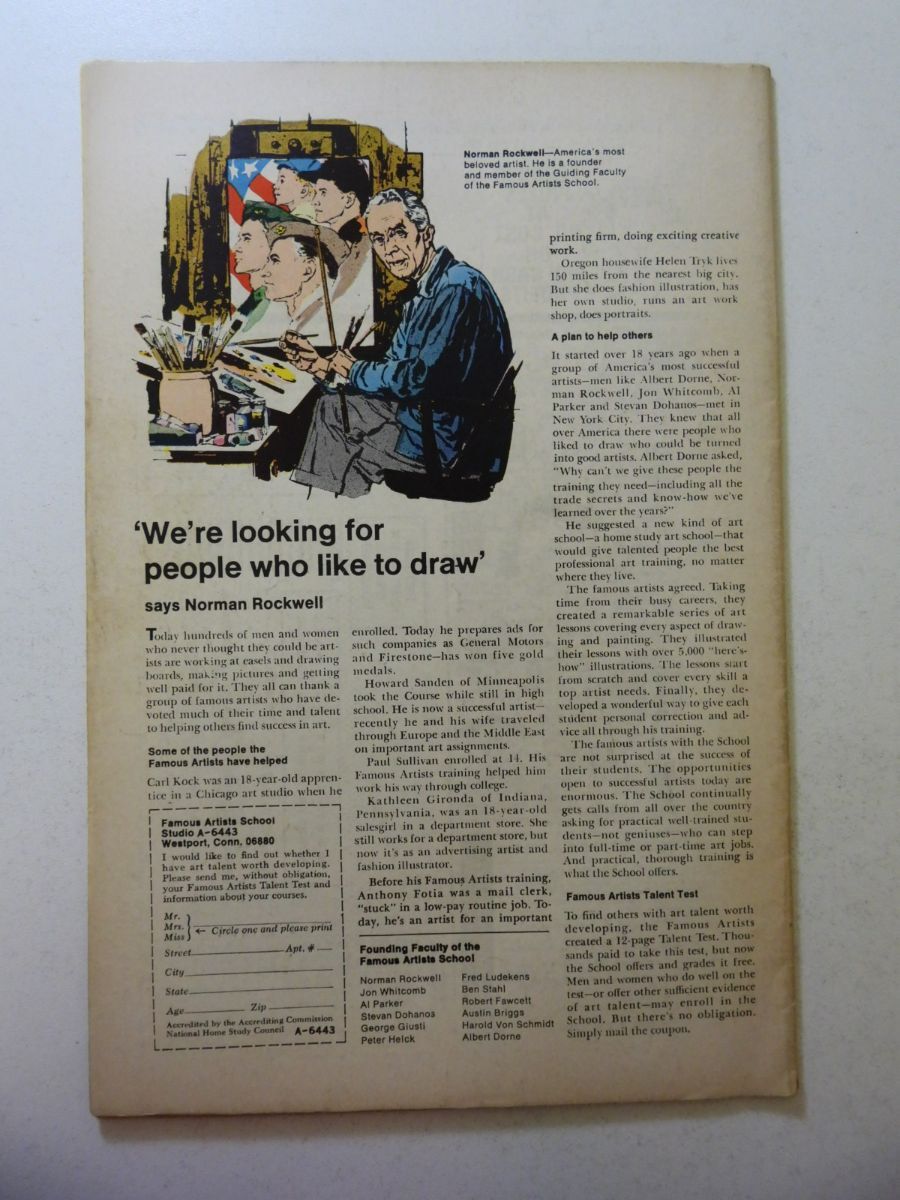 Norman Rockwell—America's most
beloved artist. He is a founder
and member of the Guiding Faculty
of the Famous Artists School.
'We're looking for
people who like to draw'
says Norman Rockwell
Today hundreds of men and women
who never thought they could be art-
ists are working at easels and drawing
boards, making pictures and getting
well paid for it. They all can thank a
group of famous artists who have de-
voted much of their time and talent
to helping others find success in art.
Some of the people the
Famous Artists have helped
Carl Kock was an 18-year-old appren-
tice in a Chicago art studio when he
enrolled. Today he prepares ads for
such companies as General Motors
and Firestone—has won five gold
medals.
Howard Sanden of Minneapolis
took the Course while still in high
school. He is now a successful artist—
recently he and his wife traveled
through Europe and the Middle East
on important art assignments.
Paul Sullivan enrolled at 14. His
Famous Artists training helped him
work his way through college.
Kathleen Gironda of Indiana,
Pennsylvania, was an 18-year-old
salesgirl in a department store. She
still works for a department store, but
now it's as an advertising artist and
fashion illustrator.
Before his Famous Artists training,
Anthony Fotia was a mail clerk,
"stuck" in a low-pay routine job. To-
day, he's an artist for an important
printing firm, doing exciting creative
work.
Oregon housewife Helen Tryk lives
150 miles from the nearest big city.
But she does fashion illustration, has
her own studio, runs an art work
shop, does portraits.
A plan to help others
It started over 18 years ago when a
group of America's most successful
artists—men like Albert Dorne, Nor-
man Rockwell, Jon Whitcomb, Al
Parker and Stevan Dohanos—met in
New York City. They knew that all
over America there were people who
liked to draw who could be turned
into good artists. Albert Dorne asked,
"Why can't we give these people the
training they need—including all the
trade secrets and know-how we've
learned over the years?"
He suggested a new kind of art
school—a home study art school—that
would give talented people the best
professional art training, no matter
where they live.
The famous artists agreed. Taking
time from their busy careers, they
created a remarkable series of art
lessons covering every aspect of draw-
ing and painting. They illustrated
their lessons with over 5,000 "here's-
how" illustrations. The lessons start
from scratch and cover every skill a
top artist needs. Finally, they de-
veloped a wonderful way to give each
student personal correction and ad-
vice all through his training.
The famous artists with the School
are not surprised at the success of
their students. The opportunities
open to successful artists today are
enormous. The School continually
gets calls from all over the country
asking for practical well-trained stu-
dents—not geniuses—who can step
into full-time or part-time art jobs.
And practical, thorough training is
what the School offers.
Famous Artists Talent Test
To find others with art talent worth
developing, the Famous Artists
created a 12-page Talent Test. Thou-
sands paid to take this test, but now
the School offers and grades it free.
Men and women who do well on the
test—or offer other sufficient evidence
of art talent—may enroll in the
School. But there's no obligation.
Simply mail the coupon.
Famous Artists School
Studio A-6443
Westport, Conn. 06880
I would like to find out whether I
have art talent worth developing.
Please send me, without obligation,
your Famous Artists Talent Test and
information about your courses.
Mr.
Mrs. ← Circle one and please print
Miss
Street Apt. #
City
State
Age Zip
Accredited by the Accrediting Commission
National Home Study Council A-6443
Founding Faculty of the
Famous Artists School
Norman Rockwell
Jon Whitcomb
Al Parker
Stevan Dohanos
George Giusti
Peter Helck
Fred Ludekens
Ben Stahl
Robert Fawcett
Austin Briggs
Harold Von Schmidt
Albert Dorne